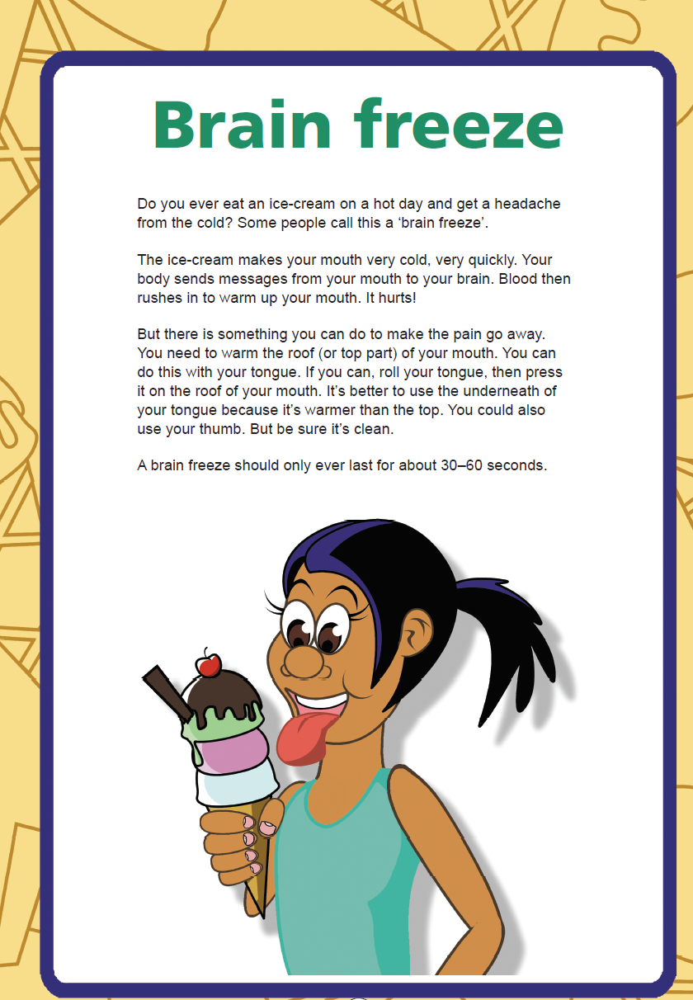 Brain freeze
Do you ever eat an ice-cream on a hot day and get a headache
from the cold? Some people call this a ‘brain freeze’.
The ice-cream makes your mouth very cold, very quickly. Your
body sends messages from your mouth to your brain. Blood then
rushes in to warm up your mouth. It hurts!
But there is something you can do to make the pain go away.
You need to warm the roof (or top part) of your mouth. You can
do this with your tongue. If you can, roll your tongue, then press
it on the roof of your mouth. It’s better to use the underneath of
your tongue because it’s warmer than the top. You could also
use your thumb. But be sure it’s clean.
A brain freeze should only ever last for about 30–60 seconds.